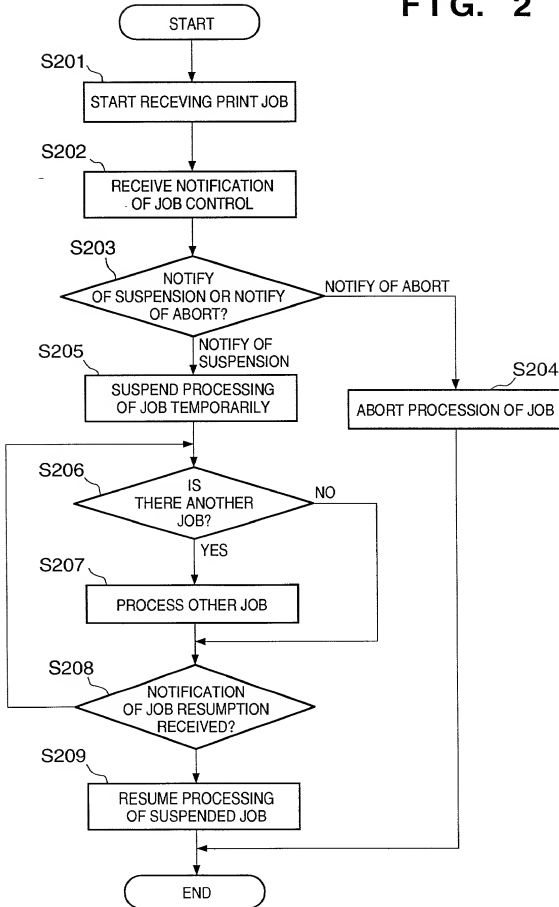 FIG. 2
START
S201
START RECEVING PRINT JOB
S202
RECEIVE NOTIFICATION
OF JOB CONTROL
S203
NOTIFY
OF SUSPENSION OR NOTIFY
OF ABORT?
NOTIFY OF ABORT
NOTIFY OF
SUSPENSION
S205
SUSPEND PROCESSING
OF JOB TEMPORARILY
S204
ABORT PROCESSION OF JOB
S206
IS
THERE ANOTHER
JOB?
NO
YES
S207
PROCESS OTHER JOB
S208
NOTIFICATION
OF JOB RESUMPTION
RECEIVED?
S209
RESUME PROCESSING
OF SUSPENDED JOB
END